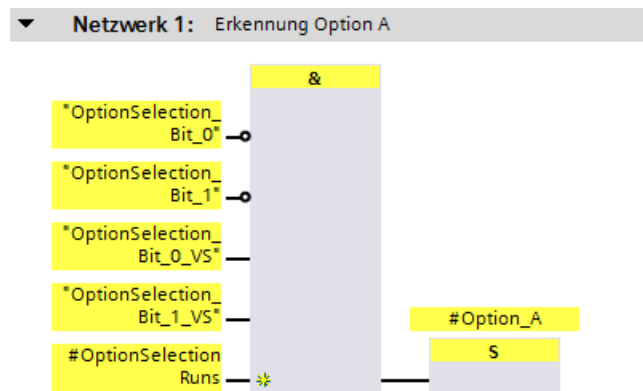 Netzwerk 1: Erkennung Option A
&
"OptionSelection_
Bit_0"
"OptionSelection_
Bit_1"
"OptionSelection_
Bit_0_VS"
"OptionSelection_
Bit_1_VS"
#OptionSelection
Runs
#Option_A
S